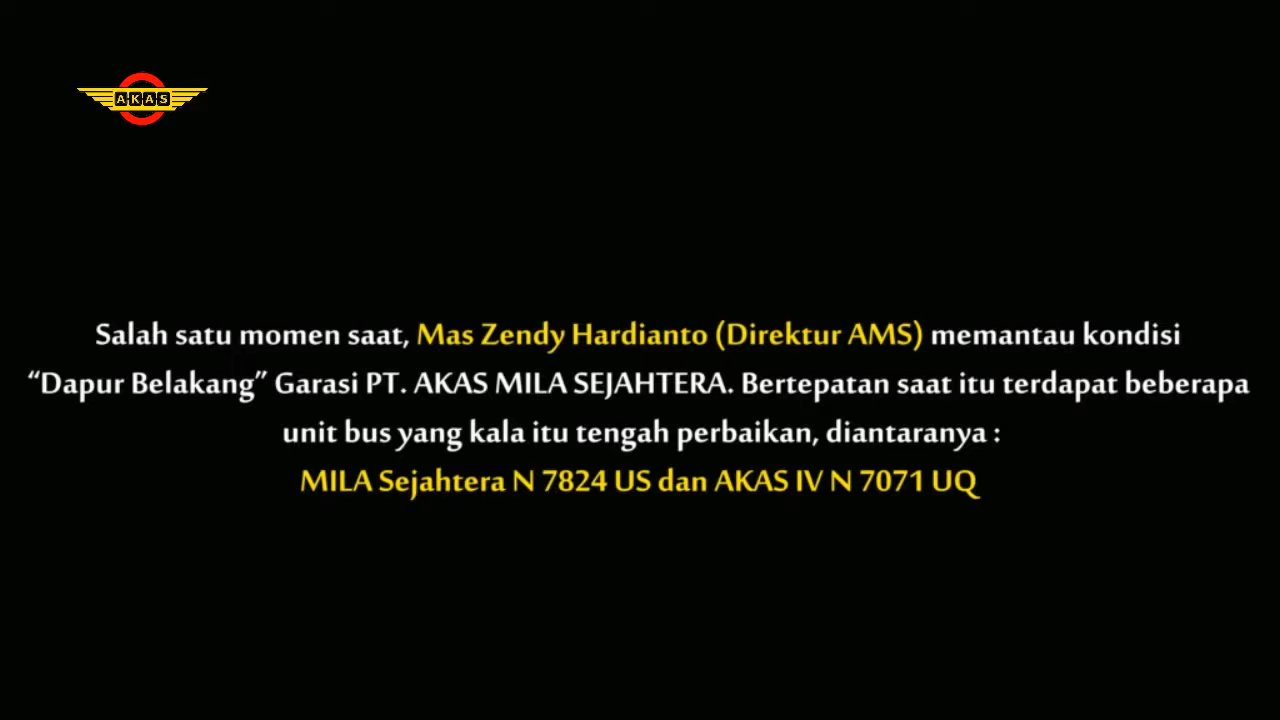 AKAS
Salah satu momen saat, Mas Zendy Hardianto (Direktur AMS) memantau kondisi
“Dapur Belakang” Garasi PT. AKAS MILA SEJAHTERA. Bertepatan saat itu terdapat beberapa
unit bus yang kala itu tengah perbaikan, diantaranya :
MILA Sejahtera N 7824 US dan AKAS IV N 7071 UQ